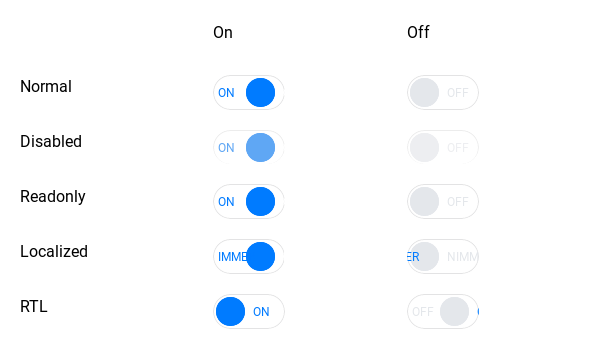 On Off
Normal ON OFF
Disabled ON OFF
Readonly ON OFF
Localized
RTL ON OFF